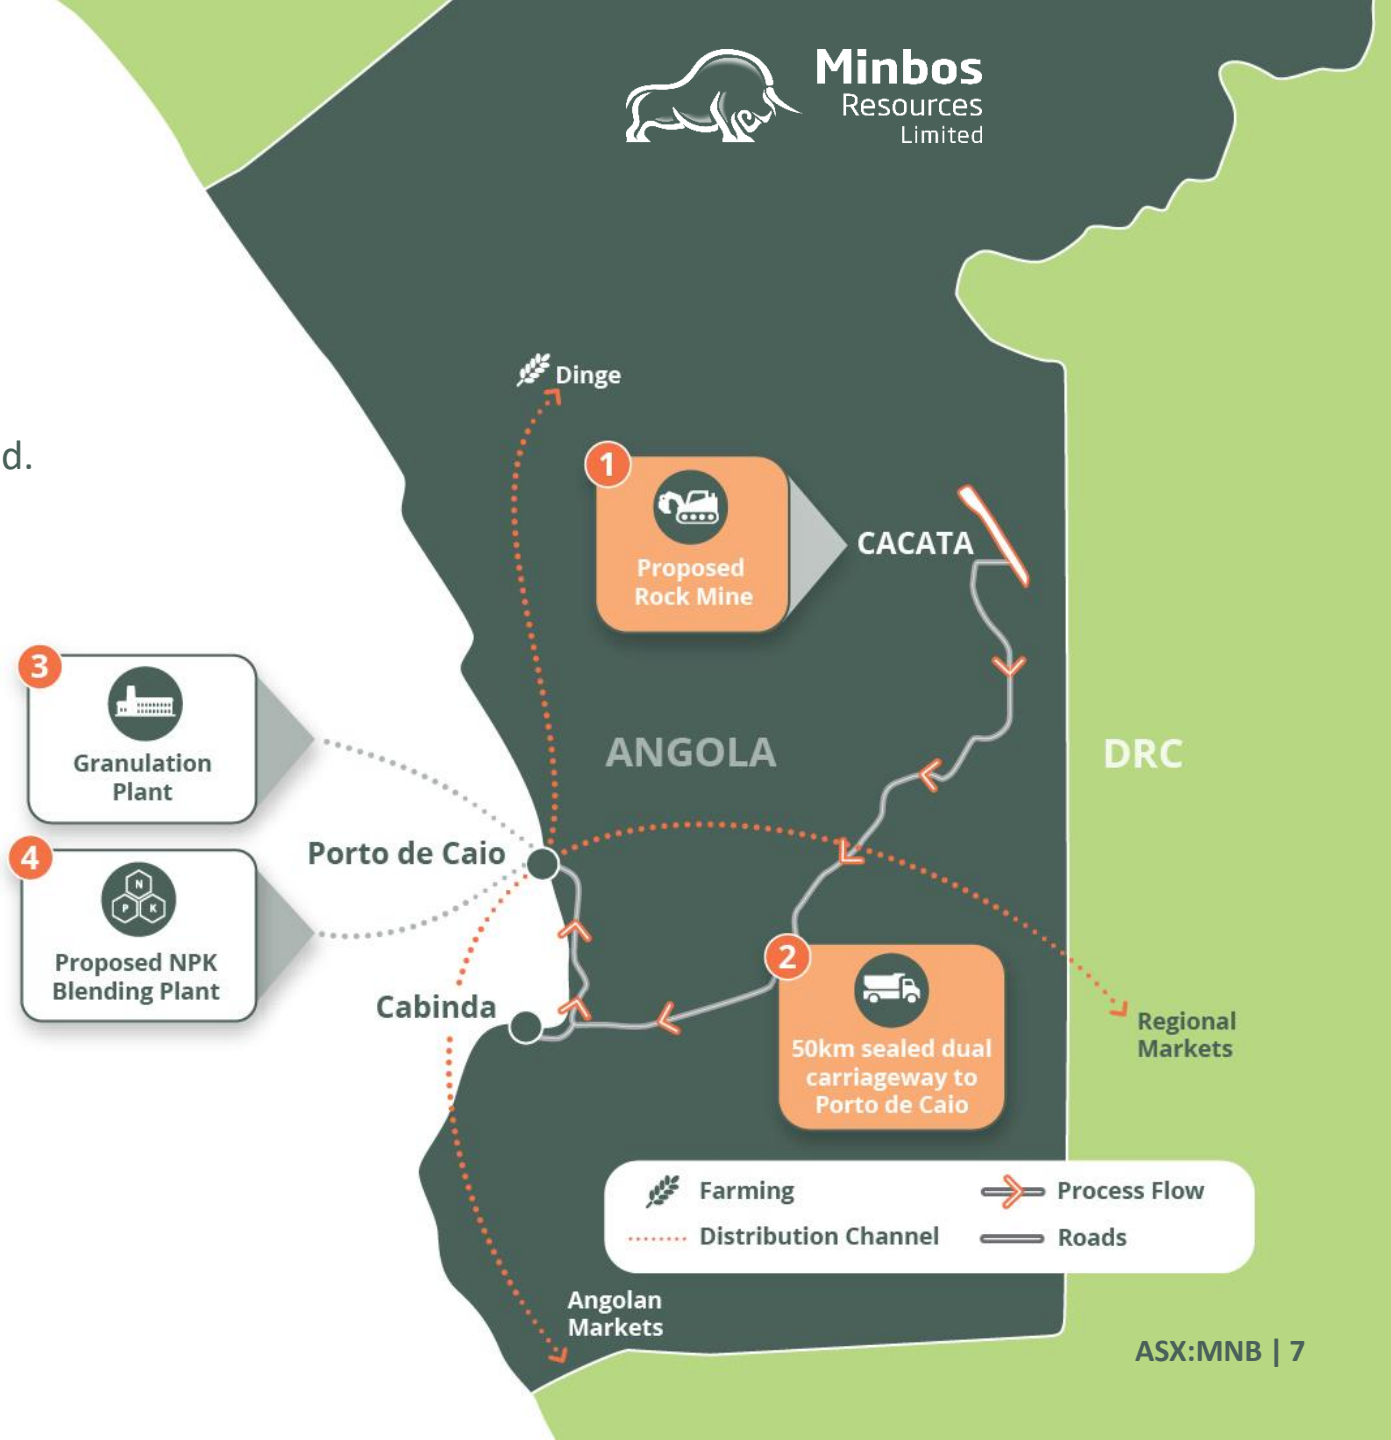 Minbos
Resources
Limited
Dinge
d.
1
Proposed
Rock Mine
CACATA
3
Granulation
Plant
ANGOLA
DRC
4
N
P K
Proposed NPK
Blending Plant
Porto de Caio
2
50km sealed dual
carriageway to
Porto de Caio
Cabinda
Regional
Markets
Farming
Process Flow
Distribution Channel
Roads
Angolan
Markets
ASX:MNB | 7